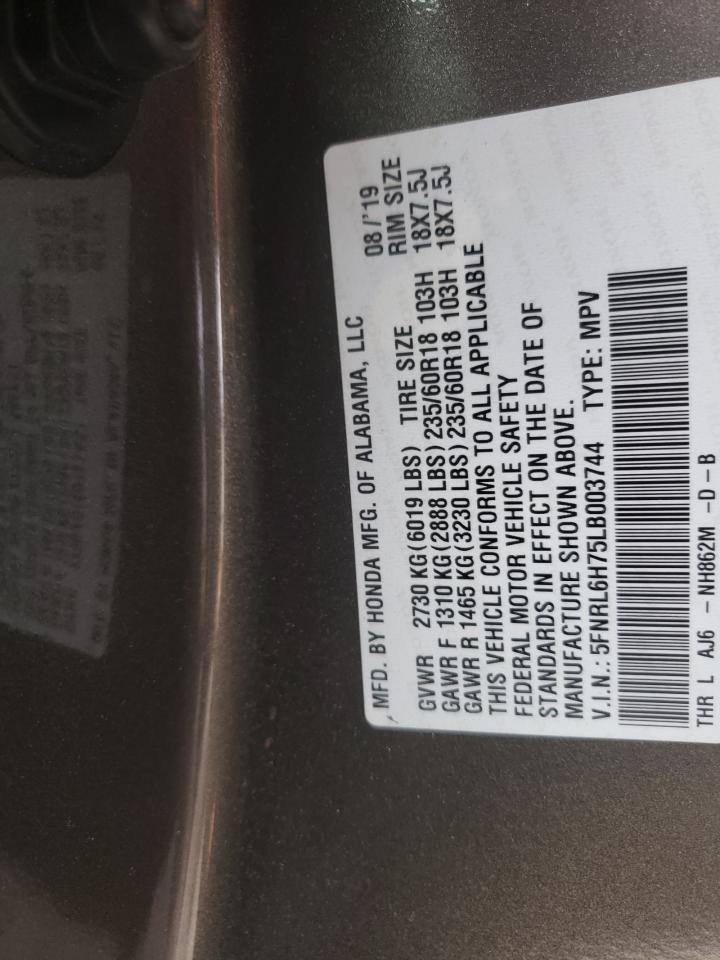 MFD. BY HONDA MFG. OF ALABAMA, LLC 08/'19
GVWR 2730 KG(6019 LBS) TIRE SIZE RIM SIZE
GAWR F 1310 KG(2888 LBS)235/60R18 103H 18X7.5J
GAWR R 1465 KG(3230 LBS)235/60R18 103H 18X7.5J
THIS VEHICLE CONFORMS TO ALL APPLICABLE
FEDERAL MOTOR VEHICLE SAFETY
STANDARDS IN EFFECT ON THE DATE OF
MANUFACTURE SHOWN ABOVE.
V.I.N.: 5FNRL6H75LB003744 TYPE: MPV
THR L AJ6 - NH862M -D-B